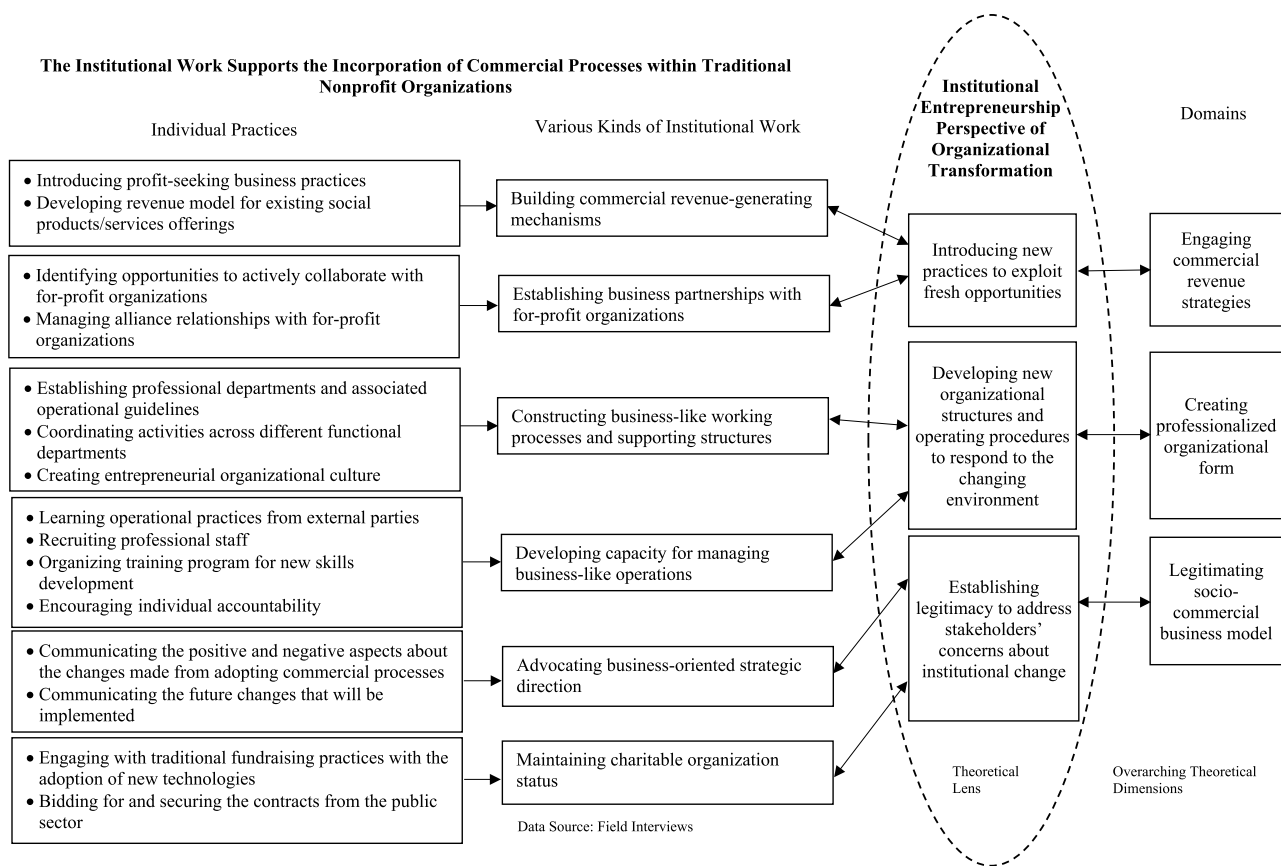 The Institutional Work Supports the Incorporation of Commercial Processes within Traditional
Nonprofit Organizations
Individual Practices
Various Kinds of Institutional Work
Institutional
Entrepreneurship
Perspective of
Organizational
Transformation
Domains
• Introducing profit-seeking business practices
• Developing revenue model for existing social
products/services offerings
Building commercial revenue-generating
mechanisms
• Identifying opportunities to actively collaborate with
for-profit organizations
• Managing alliance relationships with for-profit
organizations
Establishing business partnerships with
for-profit organizations
Introducing new
practices to exploit
fresh opportunities
Engaging
commercial
revenue
strategies
• Establishing professional departments and associated
operational guidelines
• Coordinating activities across different functional
departments
• Creating entrepreneurial organizational culture
Constructing business-like working
processes and supporting structures
Developing new
organizational
structures and
operating procedures
to respond to the
changing
environment
Creating
professionalized
organizational
form
• Learning operational practices from external parties
• Recruiting professional staff
• Organizing training program for new skills
development
• Encouraging individual accountability
Developing capacity for managing
business-like operations
• Communicating the positive and negative aspects about
the changes made from adopting commercial processes
• Communicating the future changes that will be
implemented
Advocating business-oriented strategic
direction
Establishing
legitimacy to address
stakeholders’
concerns about
institutional change
Legitimating
socio-
commercial
business model
• Engaging with traditional fundraising practices with the
adoption of new technologies
• Bidding for and securing the contracts from the public
sector
Maintaining charitable organization
status
Data Source: Field Interviews
Theoretical
Lens
Overarching Theoretical
Dimensions